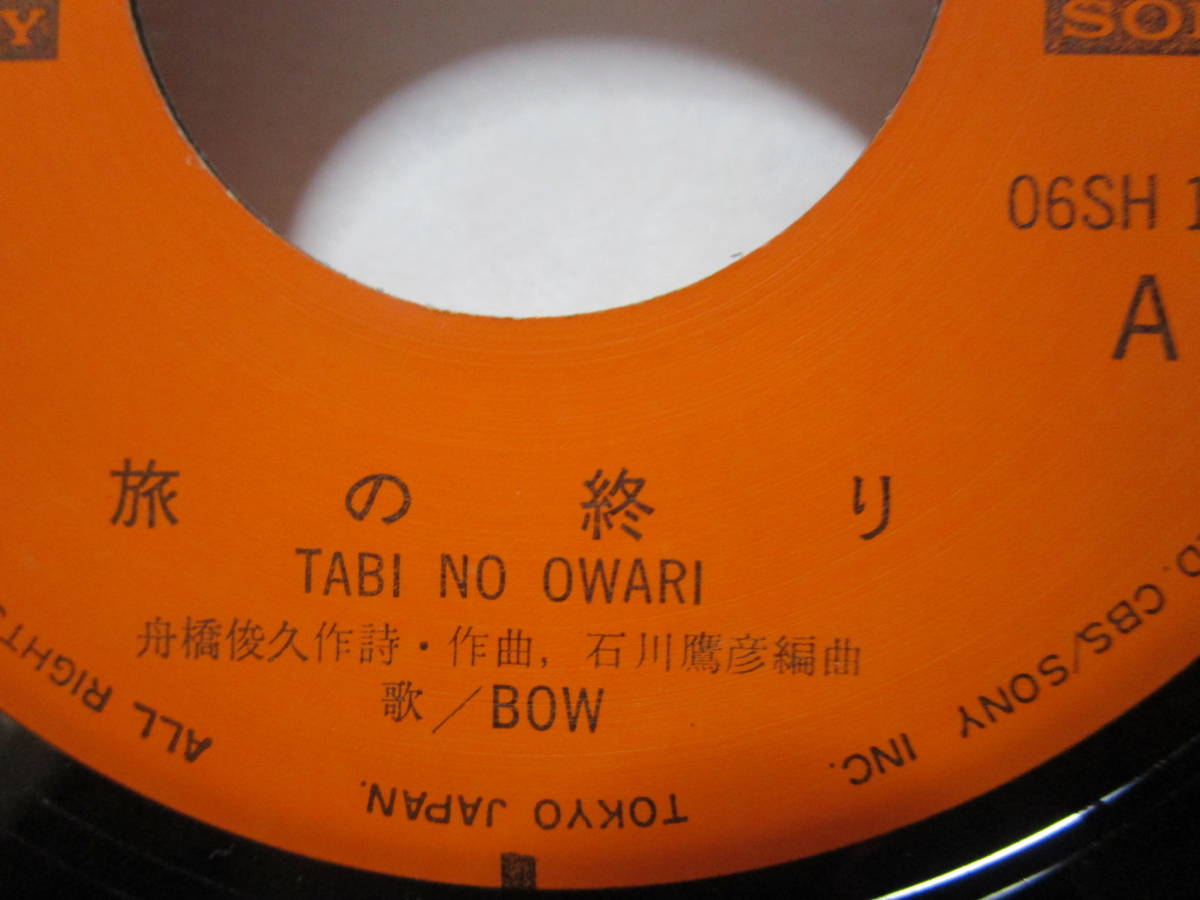 06SH 1
A
旅の終り
TABI NO OWARI
舟橋俊久作詩・作曲, 石川鷹彦編曲
歌／BOW
ALL RIGHTS
TOKYO JAPAN.
CBS/SONY INC.